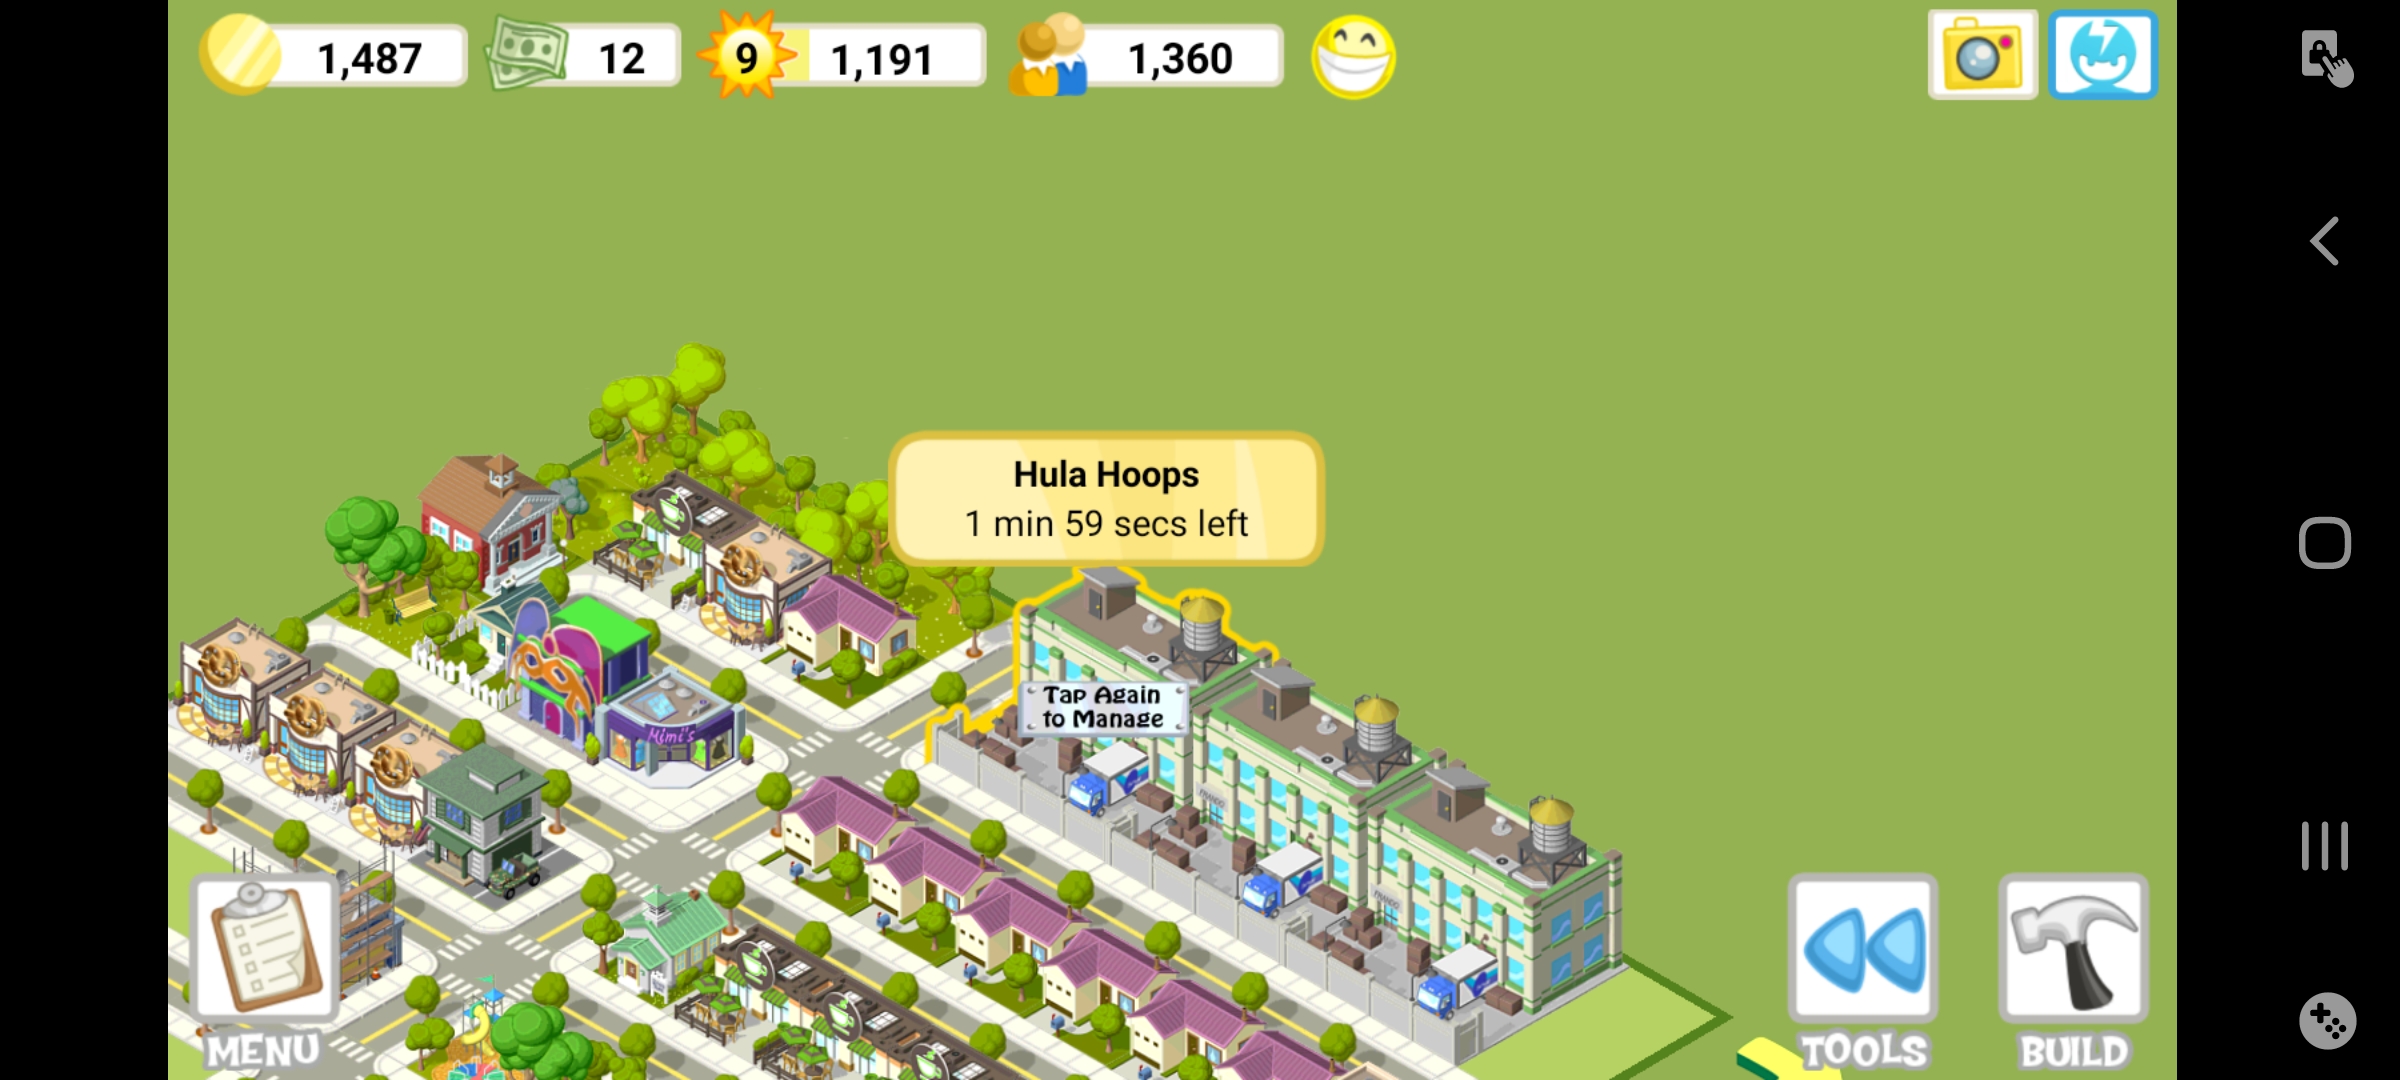 1,487
12
9
1,191
1,360
Hula Hoops
1 min 59 secs left
Tap Again
to Manage
Mimi's
MENU
TOOLS
BUILD